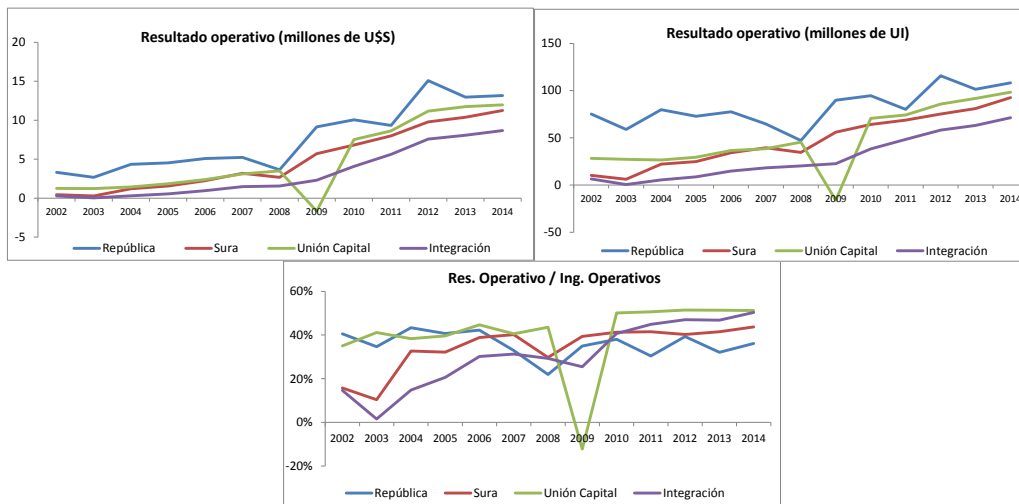 Resultado operativo (millones de U$S)
20
15
10
5
0
-5
2002 2003 2004 2005 2006 2007 2008 2009 2010 2011 2012 2013 2014
República Sura Unión Capital Integración
Resultado operativo (millones de UI)
150
100
50
0
-50
2002 2003 2004 2005 2006 2007 2008 2009 2010 2011 2012 2013 2014
República Sura Unión Capital Integración
Res. Operativo / Ing. Operativos
60%
40%
20%
0%
-20%
2002 2003 2004 2005 2006 2007 2008 2009 2010 2011 2012 2013 2014
República Sura Unión Capital Integración